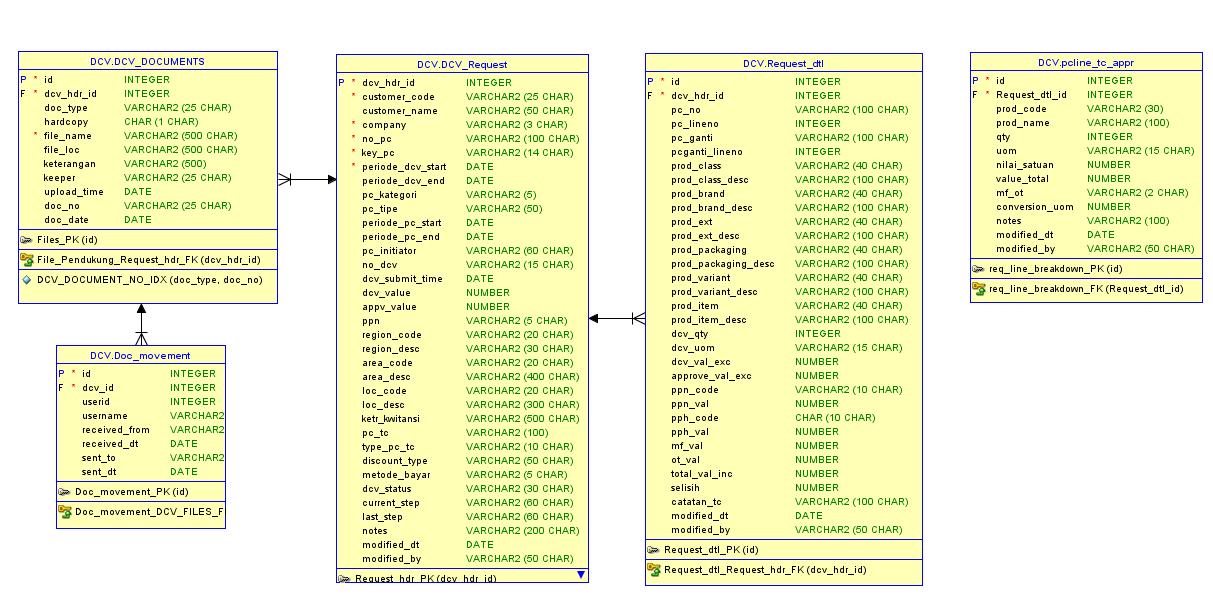 DCV.DCV_DOCUMENTS
P * id INTEGER
F * dcv_hdr_id INTEGER
doc_type VARCHAR2 (25 CHAR)
hardcopy CHAR (1 CHAR)
* file_name VARCHAR2 (500 CHAR)
file_loc VARCHAR2 (500 CHAR)
keterangan VARCHAR2 (500)
keeper VARCHAR2 (25 CHAR)
upload_time DATE
doc_no VARCHAR2 (25 CHAR)
doc_date DATE
Files_PK (id)
File_Pendukung_Request_hdr_FK (dcv_hdr_id)
DCV_DOCUMENT_NO_IDX (doc_type, doc_no)
DCV.Doc_movement
P * id INTEGER
F * dcv_id INTEGER
userid INTEGER
username VARCHAR2
received_from VARCHAR2
received_dt DATE
sent_to VARCHAR2
sent_dt DATE
Doc_movement_PK (id)
Doc_movement_DCV_FILES_F
DCV.DCV_Request
P * dcv_hdr_id INTEGER
* customer_code VARCHAR2 (25 CHAR)
customer_name VARCHAR2 (50 CHAR)
* company VARCHAR2 (3 CHAR)
* no_pc VARCHAR2 (100 CHAR)
* key_pc VARCHAR2 (14 CHAR)
* periode_dcv_start DATE
periode_dcv_end DATE
pc_kategori VARCHAR2 (5)
pc_tipe VARCHAR2 (50)
periode_pc_start DATE
periode_pc_end DATE
pc_initiator VARCHAR2 (60 CHAR)
no_dcv VARCHAR2 (15 CHAR)
dcv_submit_time DATE
dcv_value NUMBER
appv_value NUMBER
ppn VARCHAR2 (5 CHAR)
region_code VARCHAR2 (20 CHAR)
region_desc VARCHAR2 (30 CHAR)
area_code VARCHAR2 (20 CHAR)
area_desc VARCHAR2 (400 CHAR)
loc_code VARCHAR2 (20 CHAR)
loc_desc VARCHAR2 (300 CHAR)
ketr_kwitansi VARCHAR2 (500 CHAR)
pc_tc VARCHAR2 (100)
type_pc_tc VARCHAR2 (10 CHAR)
discount_type VARCHAR2 (50 CHAR)
metode_bayar VARCHAR2 (5 CHAR)
dcv_status VARCHAR2 (30 CHAR)
current_step VARCHAR2 (60 CHAR)
last_step VARCHAR2 (60 CHAR)
notes VARCHAR2 (200 CHAR)
modified_dt DATE
modified_by VARCHAR2 (50 CHAR)
Request_hdr_PK (dcv_hdr_id)
DCV.Request_dtl
P * id INTEGER
F * dcv_hdr_id INTEGER
pc_no VARCHAR2 (100 CHAR)
pc_lineno INTEGER
pc_ganti VARCHAR2 (100 CHAR)
pcganti_lineno INTEGER
prod_class VARCHAR2 (40 CHAR)
prod_class_desc VARCHAR2 (100 CHAR)
prod_brand VARCHAR2 (40 CHAR)
prod_brand_desc VARCHAR2 (100 CHAR)
prod_ext VARCHAR2 (40 CHAR)
prod_ext_desc VARCHAR2 (100 CHAR)
prod_packaging VARCHAR2 (40 CHAR)
prod_packaging_desc VARCHAR2 (100 CHAR)
prod_variant VARCHAR2 (40 CHAR)
prod_variant_desc VARCHAR2 (100 CHAR)
prod_item VARCHAR2 (40 CHAR)
prod_item_desc VARCHAR2 (100 CHAR)
dcv_qty INTEGER
dcv_uom VARCHAR2 (15 CHAR)
dcv_val_exc NUMBER
approve_val_exc NUMBER
ppn_code VARCHAR2 (10 CHAR)
ppn_val NUMBER
pph_code CHAR (10 CHAR)
pph_val NUMBER
mf_val NUMBER
ot_val NUMBER
total_val_inc NUMBER
selisih NUMBER
catatan_tc VARCHAR2 (100 CHAR)
modified_dt DATE
modified_by VARCHAR2 (50 CHAR)
Request_dtl_PK (id)
Request_dtl_Request_hdr_FK (dcv_hdr_id)
DCV.pcline_tc_appr
P * id INTEGER
F * Request_dtl_id INTEGER
prod_code VARCHAR2 (30)
prod_name VARCHAR2 (100)
qty INTEGER
uom VARCHAR2 (15 CHAR)
nilai_satuan NUMBER
value_total NUMBER
mf_ot VARCHAR2 (2 CHAR)
conversion_uom NUMBER
notes VARCHAR2 (100)
modified_dt DATE
modified_by VARCHAR2 (50 CHAR)
req_line_breakdown_PK (id)
req_line_breakdown_FK (Request_dtl_id)